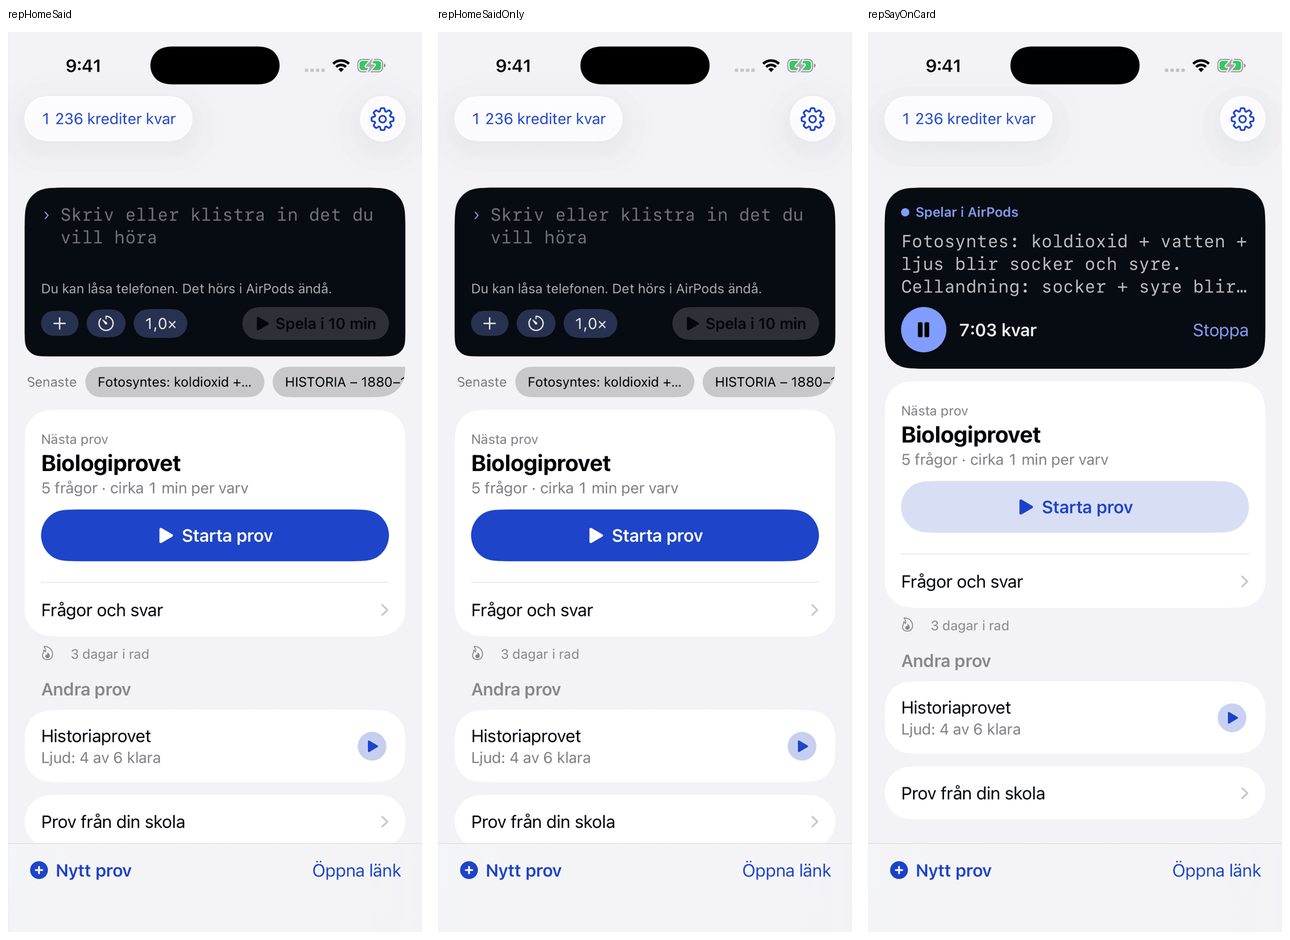 repHomeSaid
9:41
1 236 krediter kvar
› Skriv eller klistra in det du
vill höra
Du kan låsa telefonen. Det hörs i AirPods ändå.
1,0×
Spela i 10 min
Senaste
Fotosyntes: koldioxid +…
HISTORIA – 1880–
Nästa prov
Biologiprovet
5 frågor · cirka 1 min per varv
Starta prov
Frågor och svar
3 dagar i rad
Andra prov
Historiaprovet
Ljud: 4 av 6 klara
Prov från din skola
Nytt prov
Öppna länk
repHomeSaidOnly
9:41
1 236 krediter kvar
› Skriv eller klistra in det du
vill höra
Du kan låsa telefonen. Det hörs i AirPods ändå.
1,0×
Spela i 10 min
Senaste
Fotosyntes: koldioxid +…
HISTORIA – 1880–
Nästa prov
Biologiprovet
5 frågor · cirka 1 min per varv
Starta prov
Frågor och svar
3 dagar i rad
Andra prov
Historiaprovet
Ljud: 4 av 6 klara
Prov från din skola
Nytt prov
Öppna länk
repSayOnCard
9:41
1 236 krediter kvar
Spelar i AirPods
Fotosyntes: koldioxid + vatten +
ljus blir socker och syre.
Cellandning: socker + syre blir…
7:03 kvar
Stoppa
Nästa prov
Biologiprovet
5 frågor · cirka 1 min per varv
Starta prov
Frågor och svar
3 dagar i rad
Andra prov
Historiaprovet
Ljud: 4 av 6 klara
Prov från din skola
Nytt prov
Öppna länk